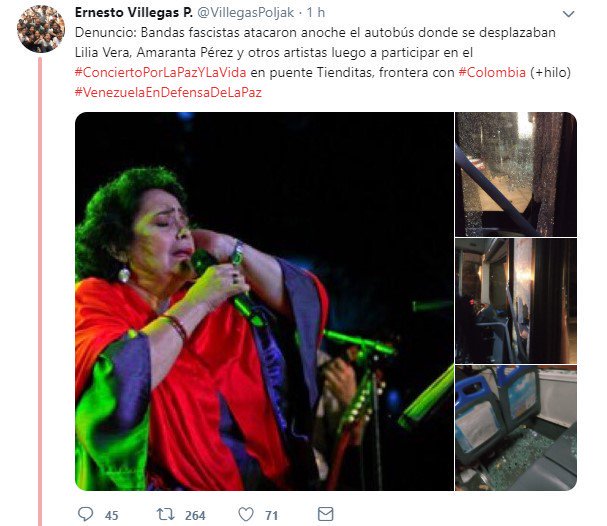 Ernesto Villegas P. @VillegasPoljak · 1 h
Denuncio: Bandas fascistas atacaron anoche el autobús donde se desplazaban
Lilia Vera, Amaranta Pérez y otros artistas luego a participar en el
#ConciertoPorLaPazYLaVida en puente Tienditas, frontera con #Colombia (+hilo)
#VenezuelaEnDefensaDeLaPaz
45 264 71